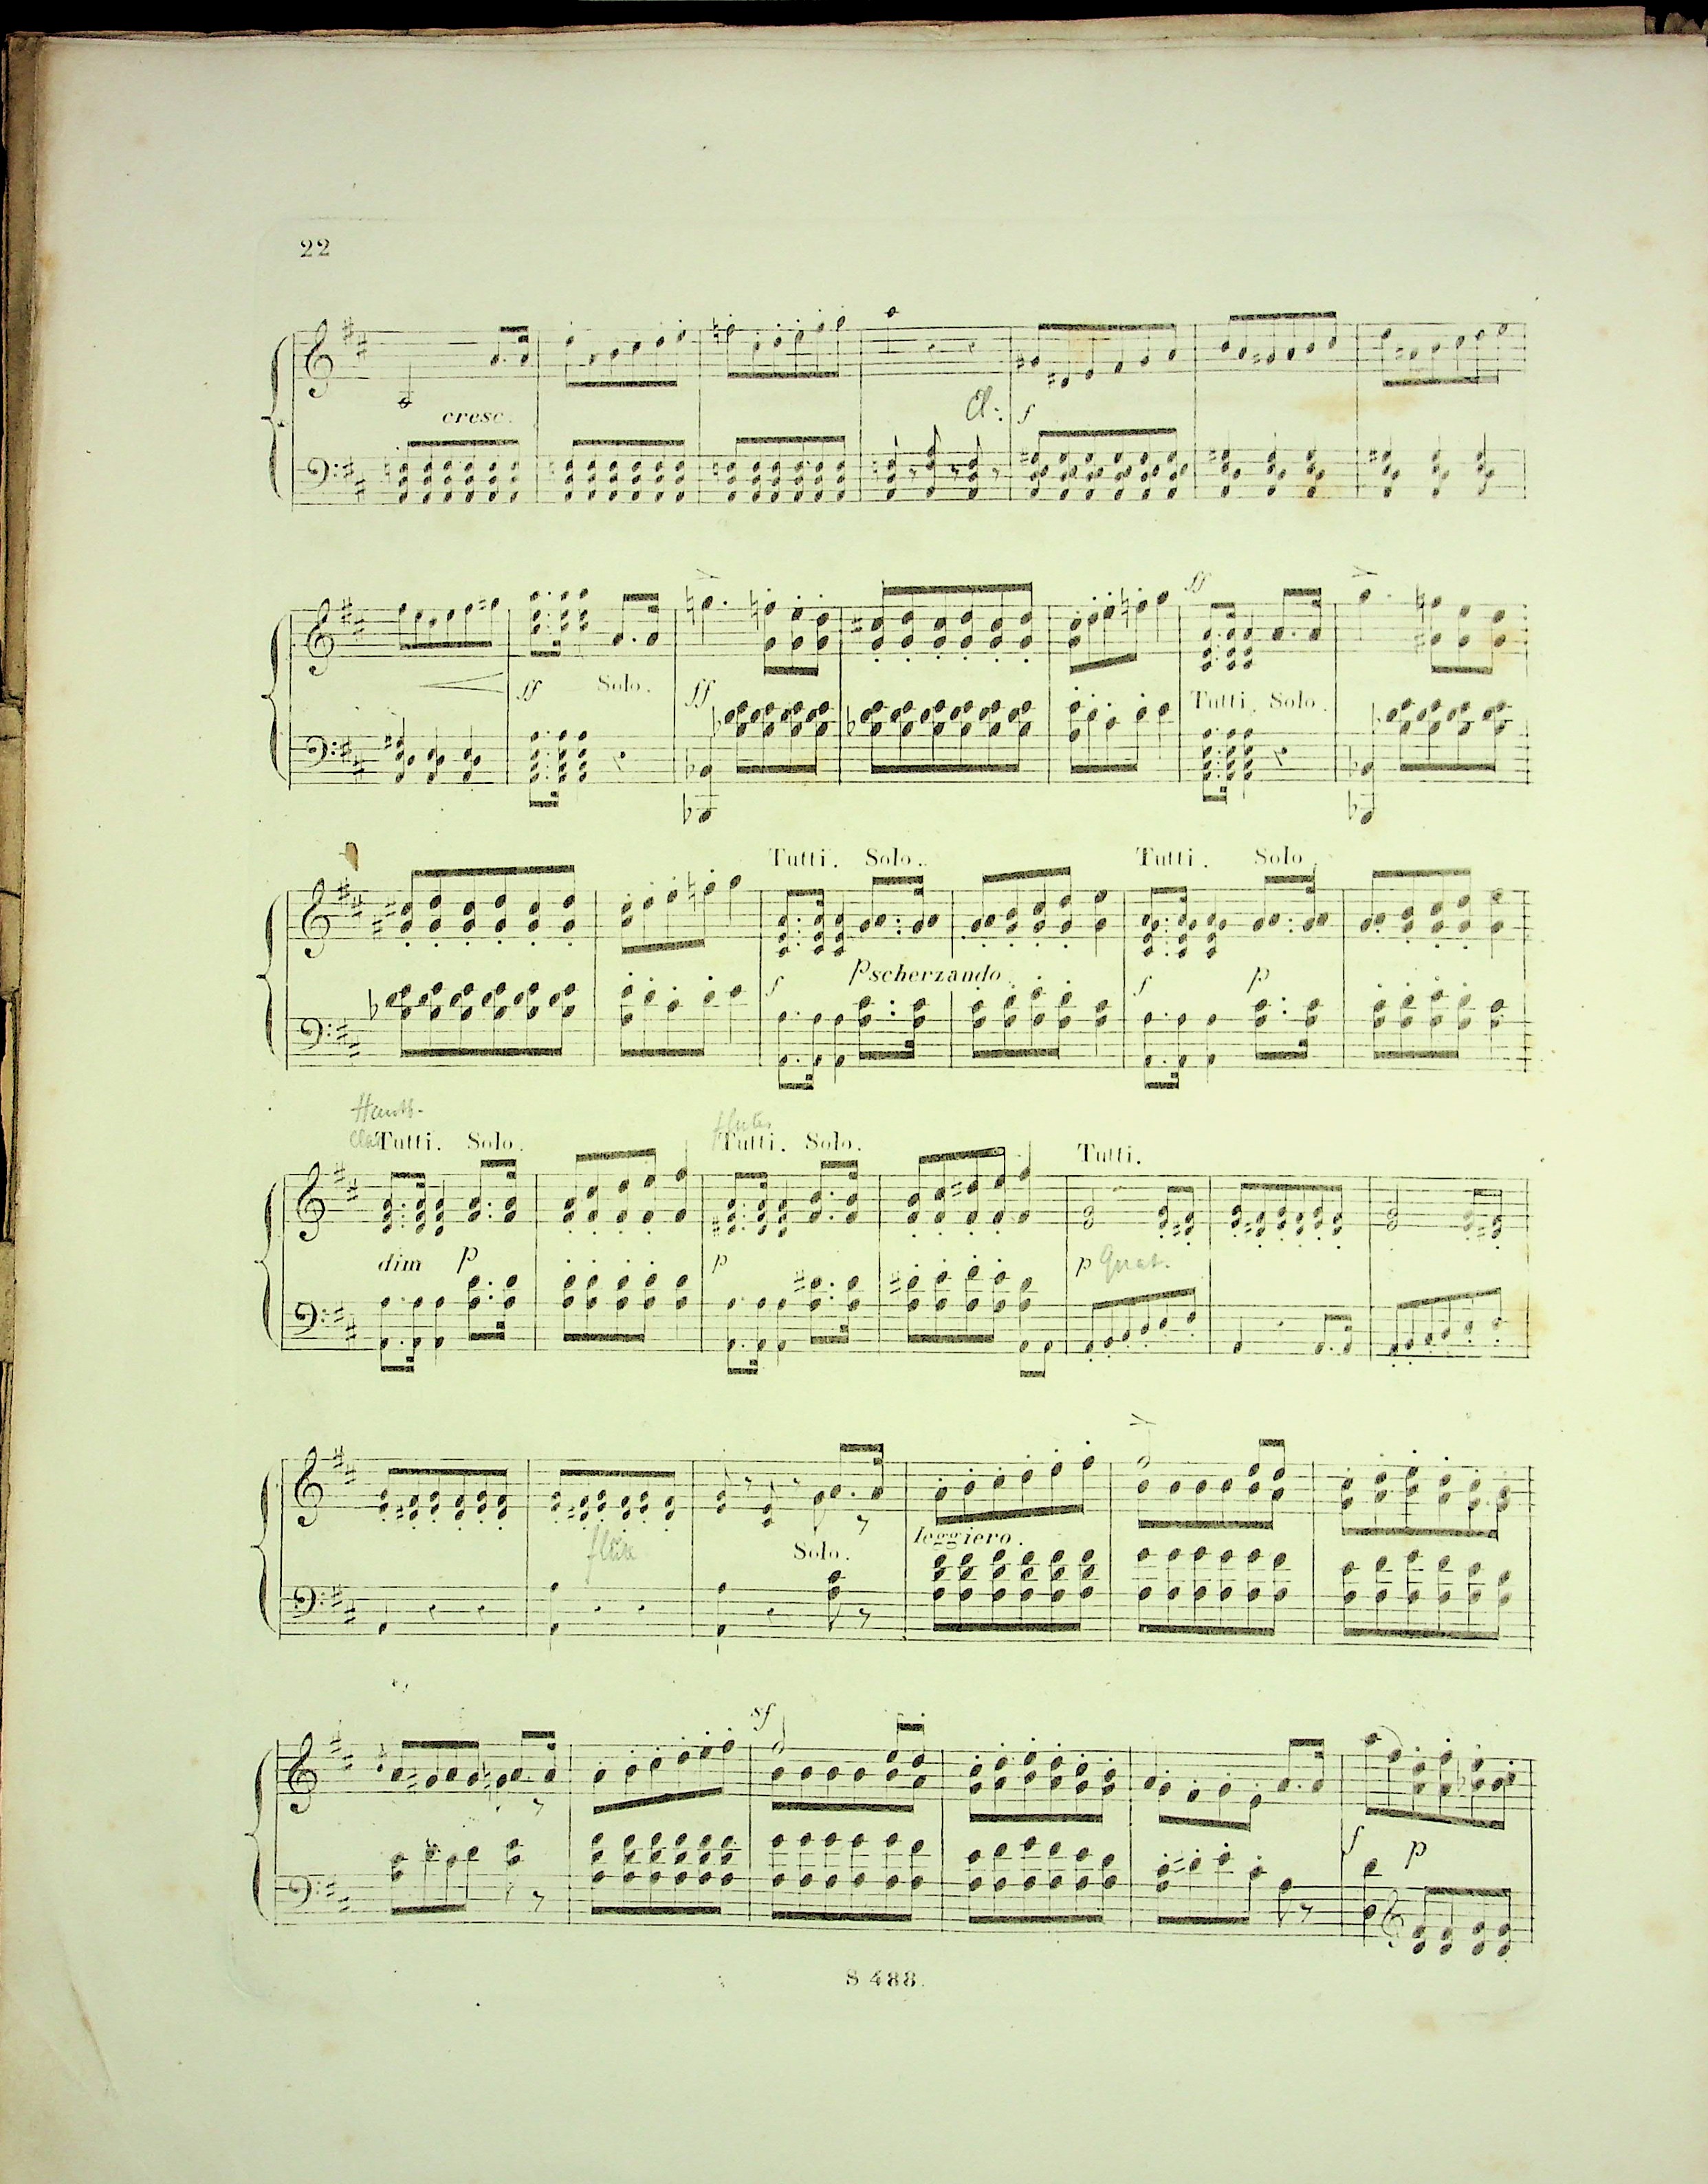 22
cresc.
Cl: f
ff Solo. ff Tutti. Solo.
ff
Tutti. Solo. Tutti. Solo.
f p scherzando. f p
Hautb.
Clar Tutti. Solo. flutes Tutti. Solo. Tutti.
dim p p p Quat.
flûte Solo. leggiero.
sf
f p
S 488.